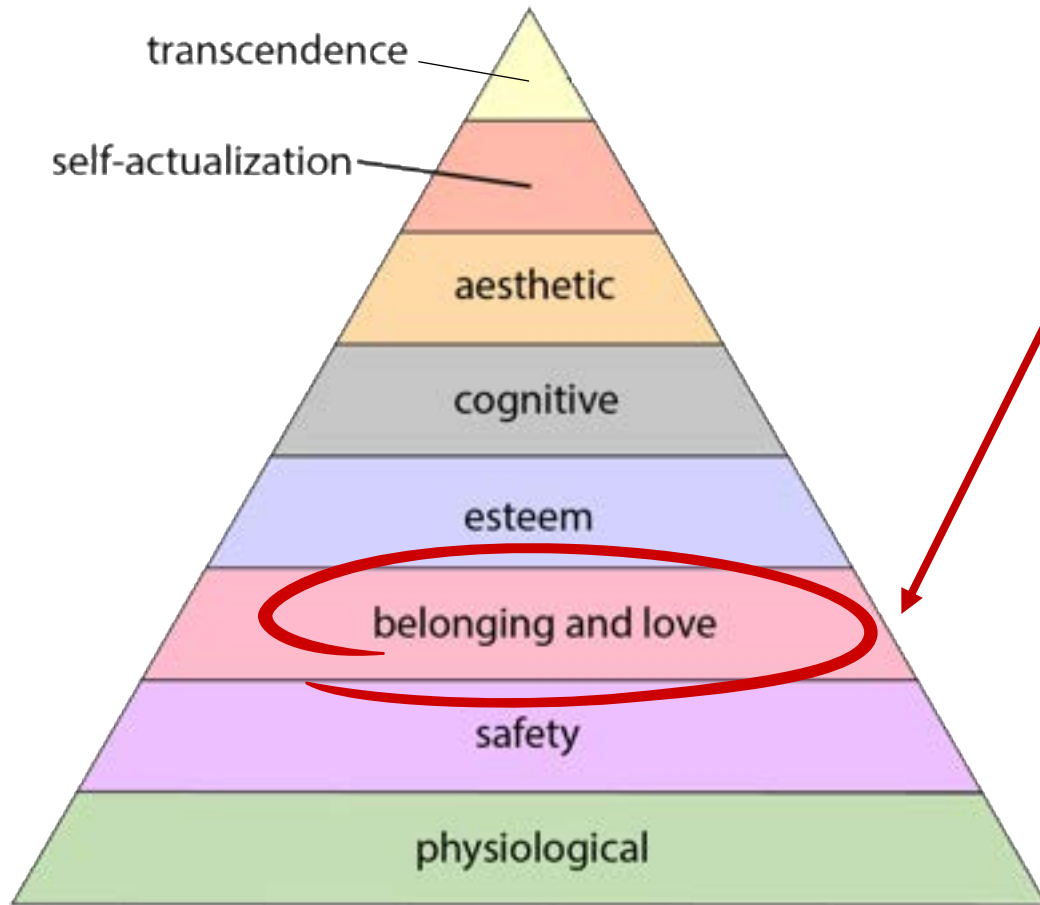 transcendence
self-actualization
aesthetic
cognitive
esteem
belonging and love
safety
physiological